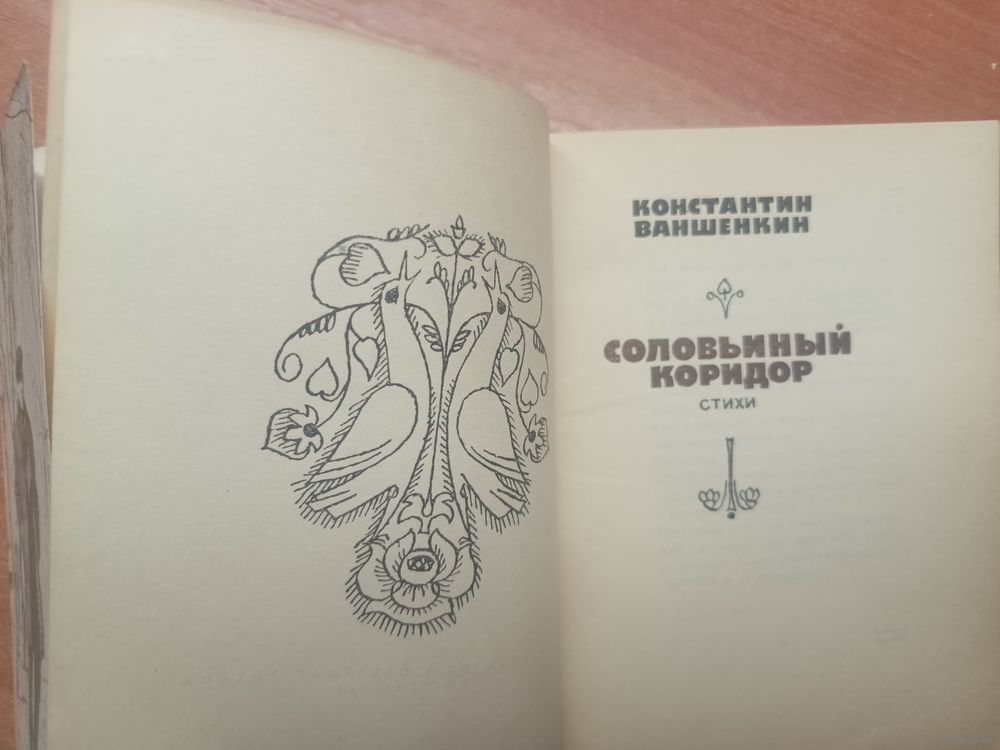 КОНСТАНТИН
ВАНШЕНКИН
СОЛОВЬИНЫЙ
КОРИДОР
СТИХИ